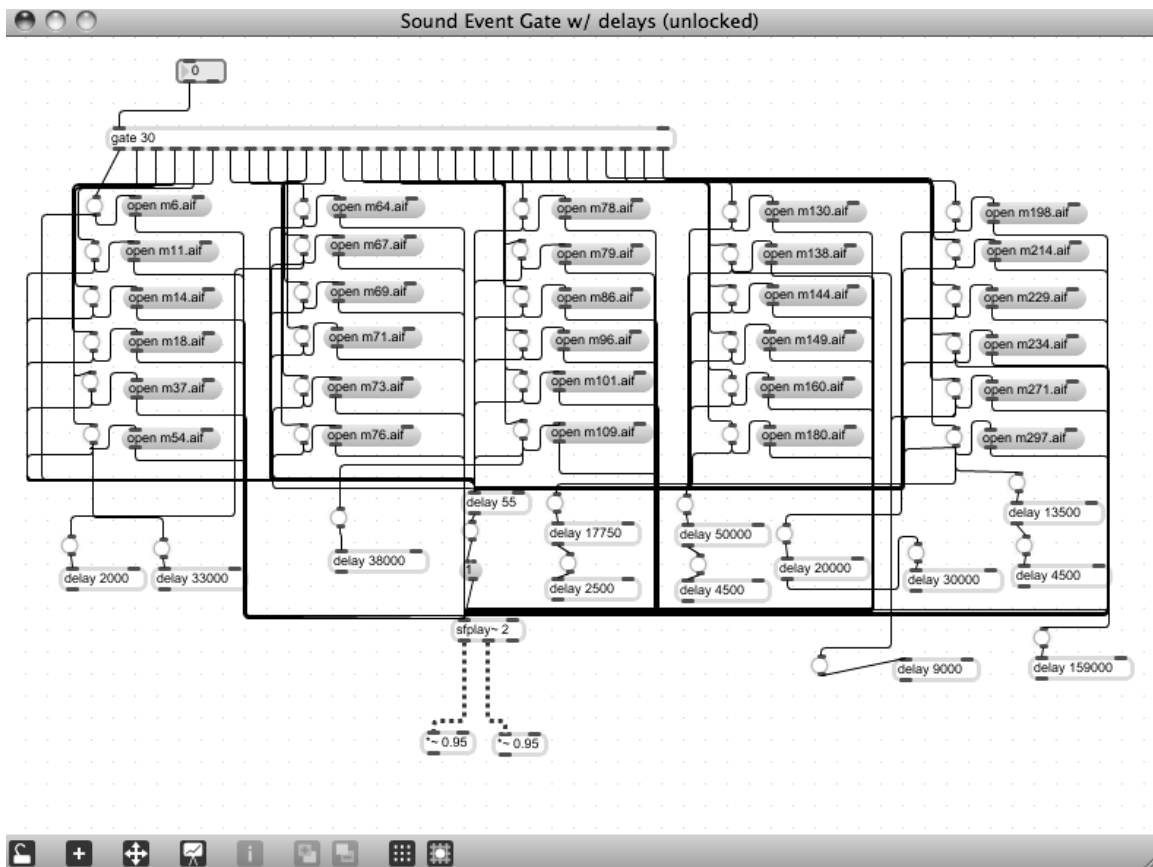 Sound Event Gate w/ delays (unlocked)
0
gate 30
open m6.aif
open m64.aif
open m78.aif
open m130.aif
open m198.aif
open m11.aif
open m67.aif
open m79.aif
open m138.aif
open m214.aif
open m14.aif
open m69.aif
open m86.aif
open m144.aif
open m229.aif
open m18.aif
open m71.aif
open m96.aif
open m149.aif
open m234.aif
open m37.aif
open m73.aif
open m101.aif
open m160.aif
open m271.aif
open m54.aif
open m76.aif
open m109.aif
open m180.aif
open m297.aif
delay 55
delay 13500
delay 17750
delay 50000
delay 38000
delay 20000
delay 2000
delay 33000
1
delay 2500
delay 4500
delay 30000
delay 4500
sfplay~ 2
delay 9000
delay 159000
*~ 0.95
*~ 0.95
i